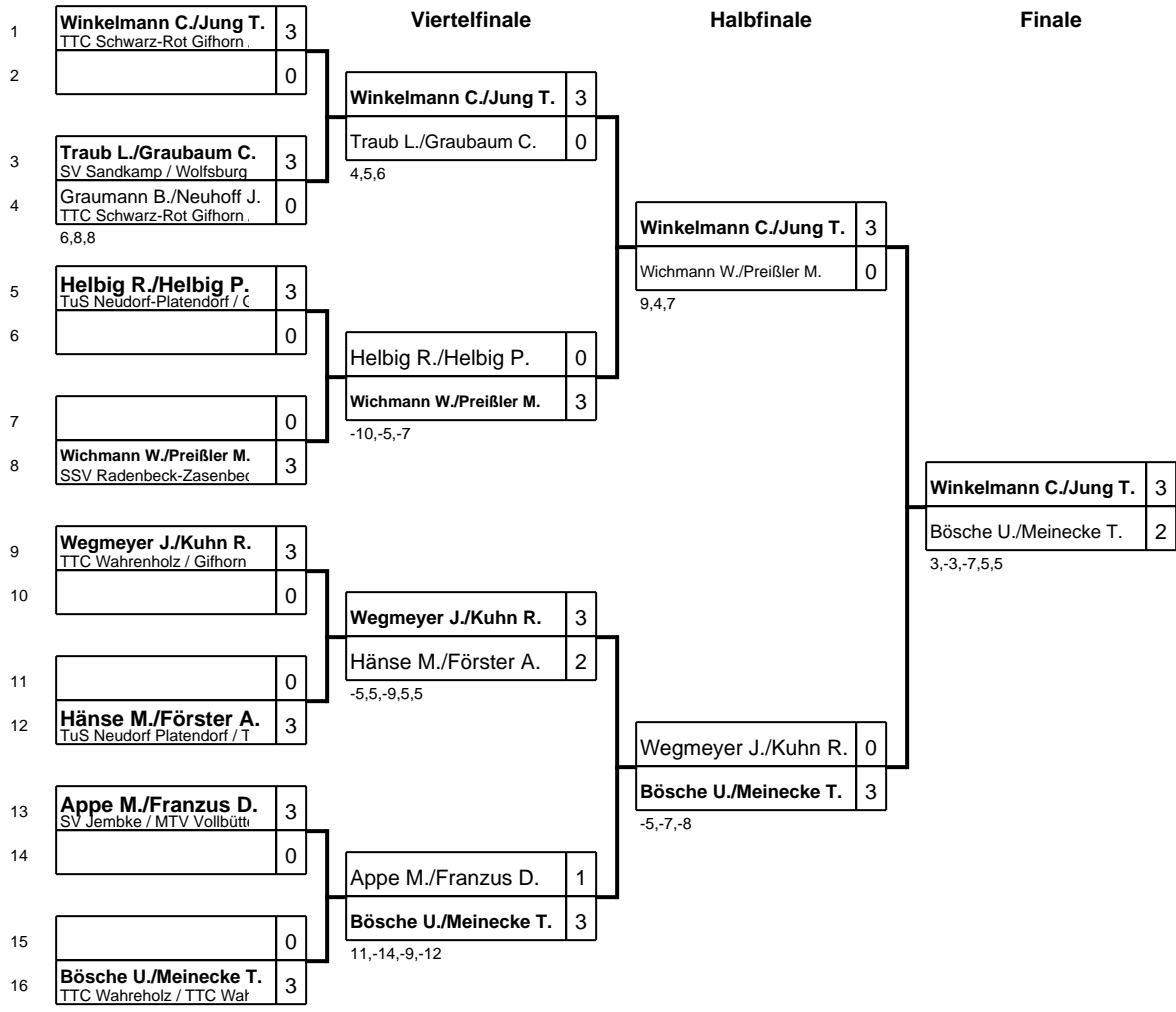 Viertelfinale
Halbfinale
Finale
1
Winkelmann C./Jung T.
3
TTC Schwarz-Rot Gifhorn
2
0
3
Traub L./Graubaum C.
3
SV Sandkamp / Wolfsburg
4
Graumann B./Neuhoff J.
0
TTC Schwarz-Rot Gifhorn
6,8,8
5
Helbig R./Helbig P.
3
TuS Neudorf-Platendorf /
6
0
7
0
8
Wichmann W./Preißler M.
3
SSV Radenbeck-Zasenbec
9
Wegmeyer J./Kuhn R.
3
TTC Wahrenholz / Gifhorn
10
0
11
0
12
Hänse M./Förster A.
3
TuS Neudorf Platendorf / T
13
Appe M./Franzus D.
3
SV Jembke / MTV Vollbütt
14
0
15
0
16
Bösche U./Meinecke T.
3
TTC Wahreholz / TTC Wah
Winkelmann C./Jung T.
3
Traub L./Graubaum C.
0
4,5,6
Helbig R./Helbig P.
0
Wichmann W./Preißler M.
3
-10,-5,-7
Wegmeyer J./Kuhn R.
3
Hänse M./Förster A.
2
-5,5,-9,5,5
Appe M./Franzus D.
1
Bösche U./Meinecke T.
3
11,-14,-9,-12
Winkelmann C./Jung T.
3
Wichmann W./Preißler M.
0
9,4,7
Wegmeyer J./Kuhn R.
0
Bösche U./Meinecke T.
3
-5,-7,-8
Winkelmann C./Jung T.
3
Bösche U./Meinecke T.
2
3,-3,-7,5,5